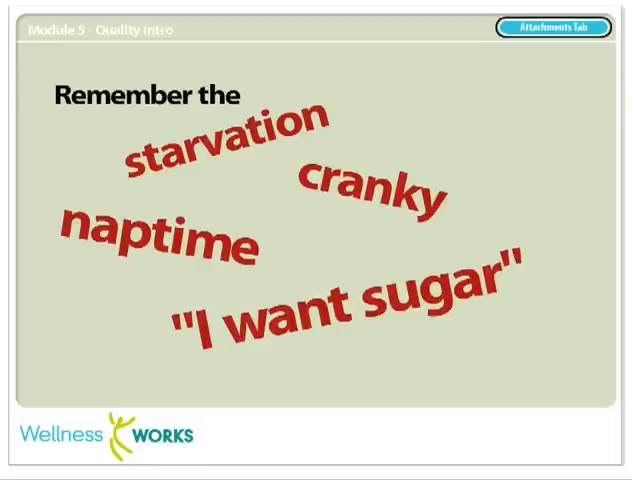 Module 5 - Quality Intro
Attachments Tab
Remember the
starvation
cranky
naptime
"I want sugar"
Wellness WORKS